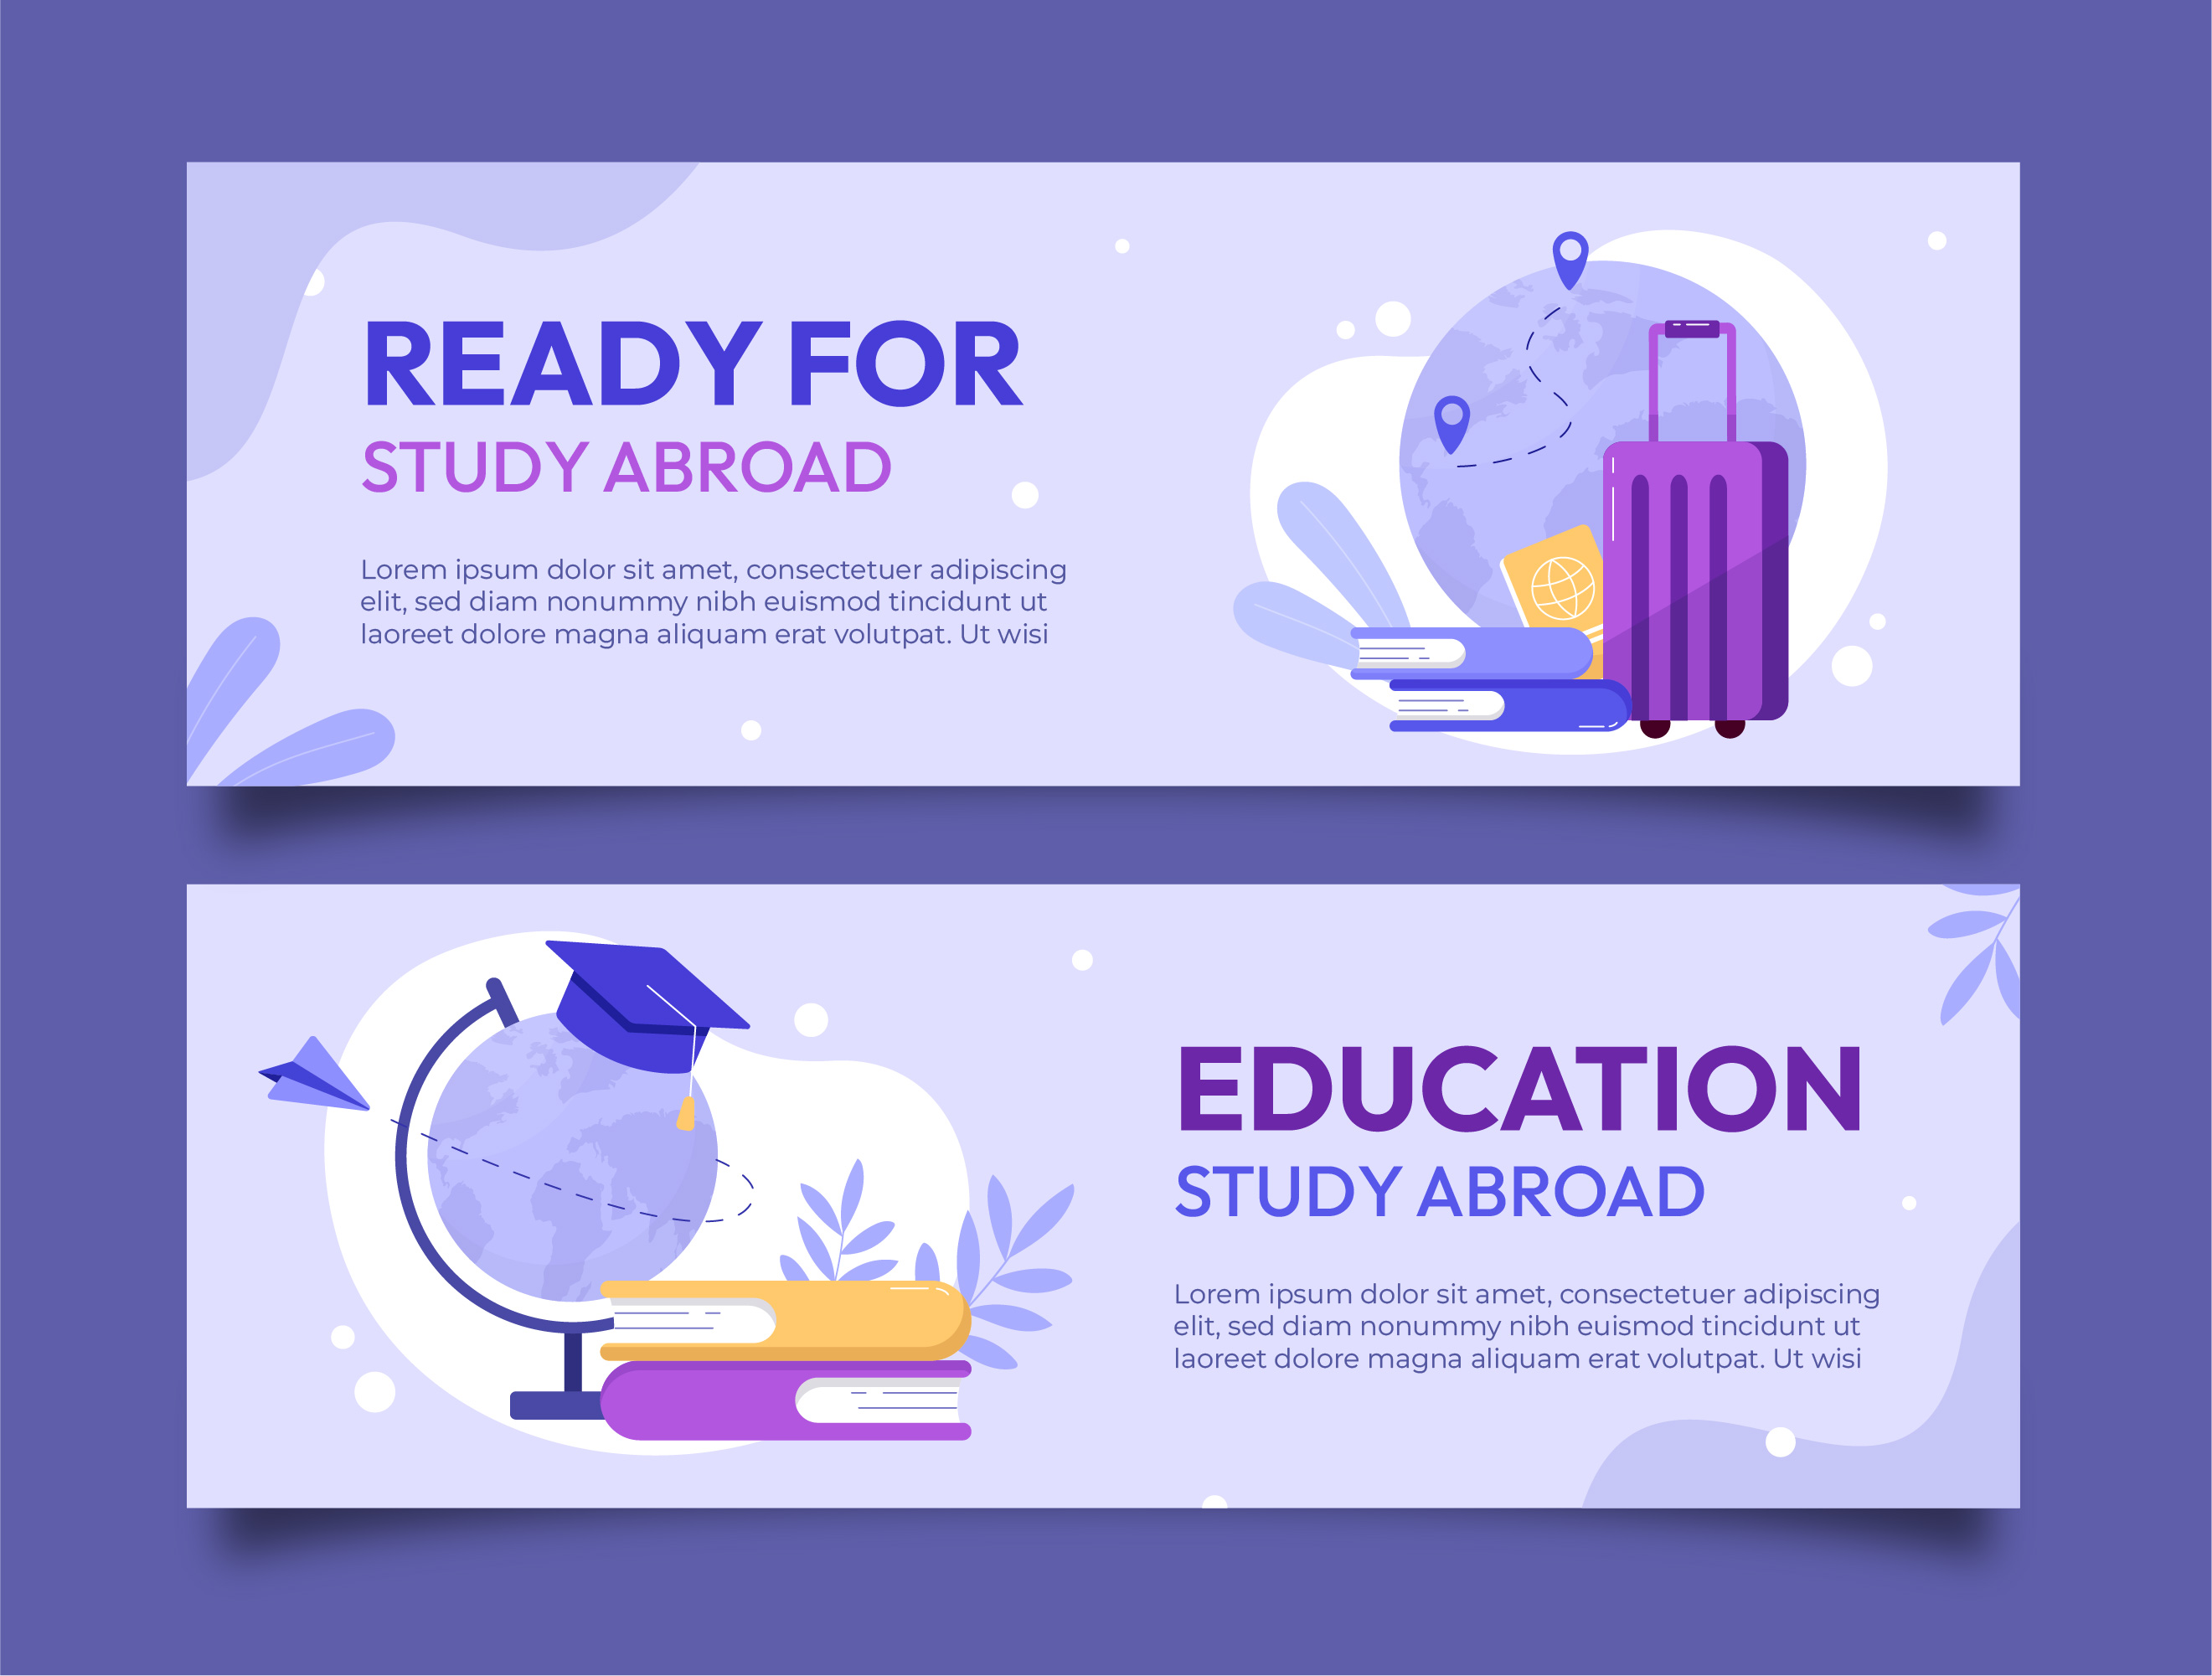 READY FOR
STUDY ABROAD
Lorem ipsum dolor sit amet, consectetuer adipiscing
elit, sed diam nonummy nibh euismod tincidunt ut
laoreet dolore magna aliquam erat volutpat. Ut wisi
EDUCATION
STUDY ABROAD
Lorem ipsum dolor sit amet, consectetuer adipiscing
elit, sed diam nonummy nibh euismod tincidunt ut
laoreet dolore magna aliquam erat volutpat. Ut wisi